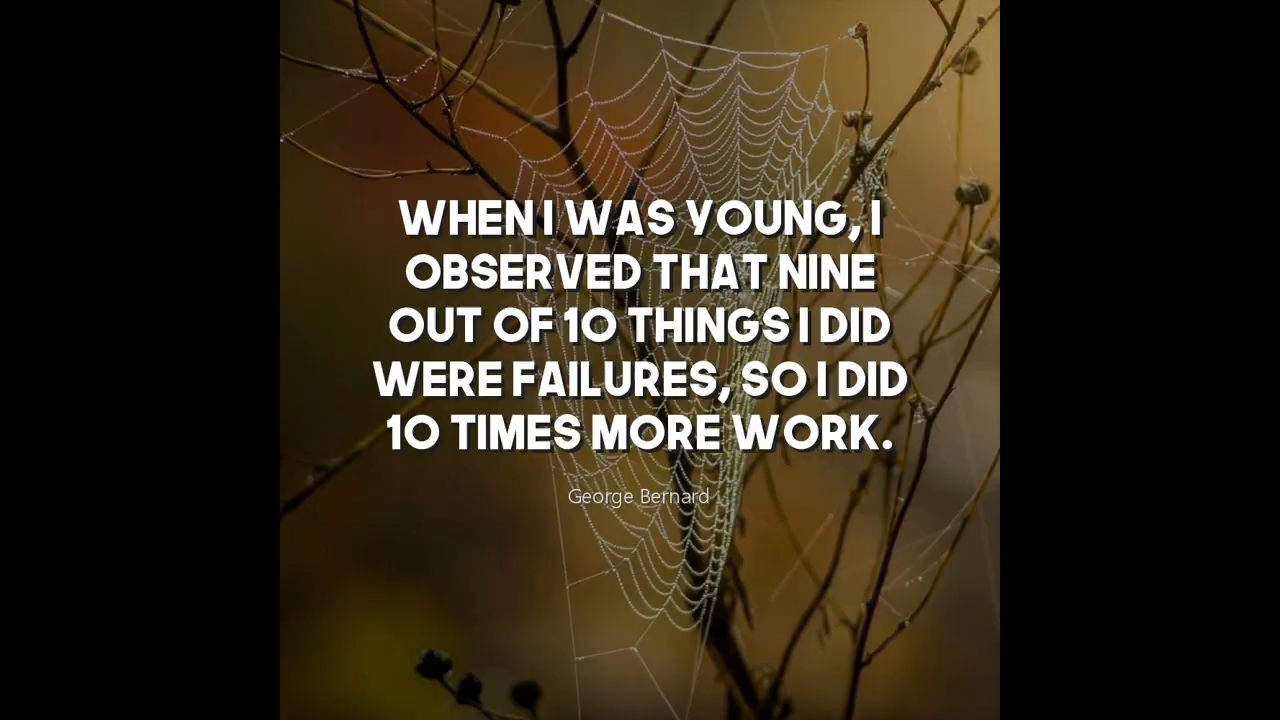 WHEN I WAS YOUNG, I
OBSERVED THAT NINE
OUT OF 10 THINGS I DID
WERE FAILURES, SO I DID
10 TIMES MORE WORK.
George Bernard